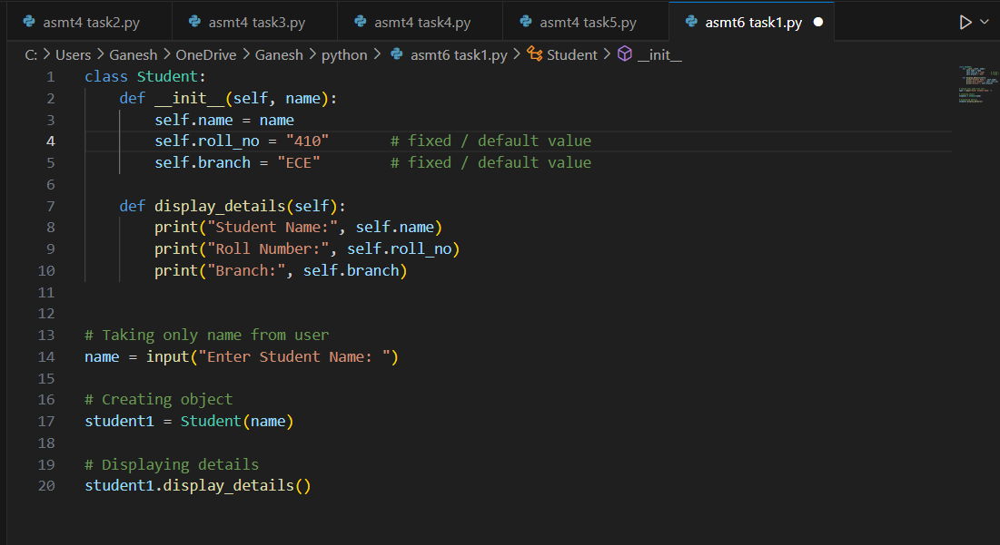 asmt4 task2.py asmt4 task3.py asmt4 task4.py asmt4 task5.py asmt6 task1.py
C: > Users > Ganesh > OneDrive > Ganesh > python > asmt6 task1.py > Student > __init__
1 class Student:
2     def __init__(self, name):
3         self.name = name
4         self.roll_no = "410"       # fixed / default value
5         self.branch = "ECE"        # fixed / default value
6
7     def display_details(self):
8         print("Student Name:", self.name)
9         print("Roll Number:", self.roll_no)
10         print("Branch:", self.branch)
11
12
13 # Taking only name from user
14 name = input("Enter Student Name: ")
15
16 # Creating object
17 student1 = Student(name)
18
19 # Displaying details
20 student1.display_details()